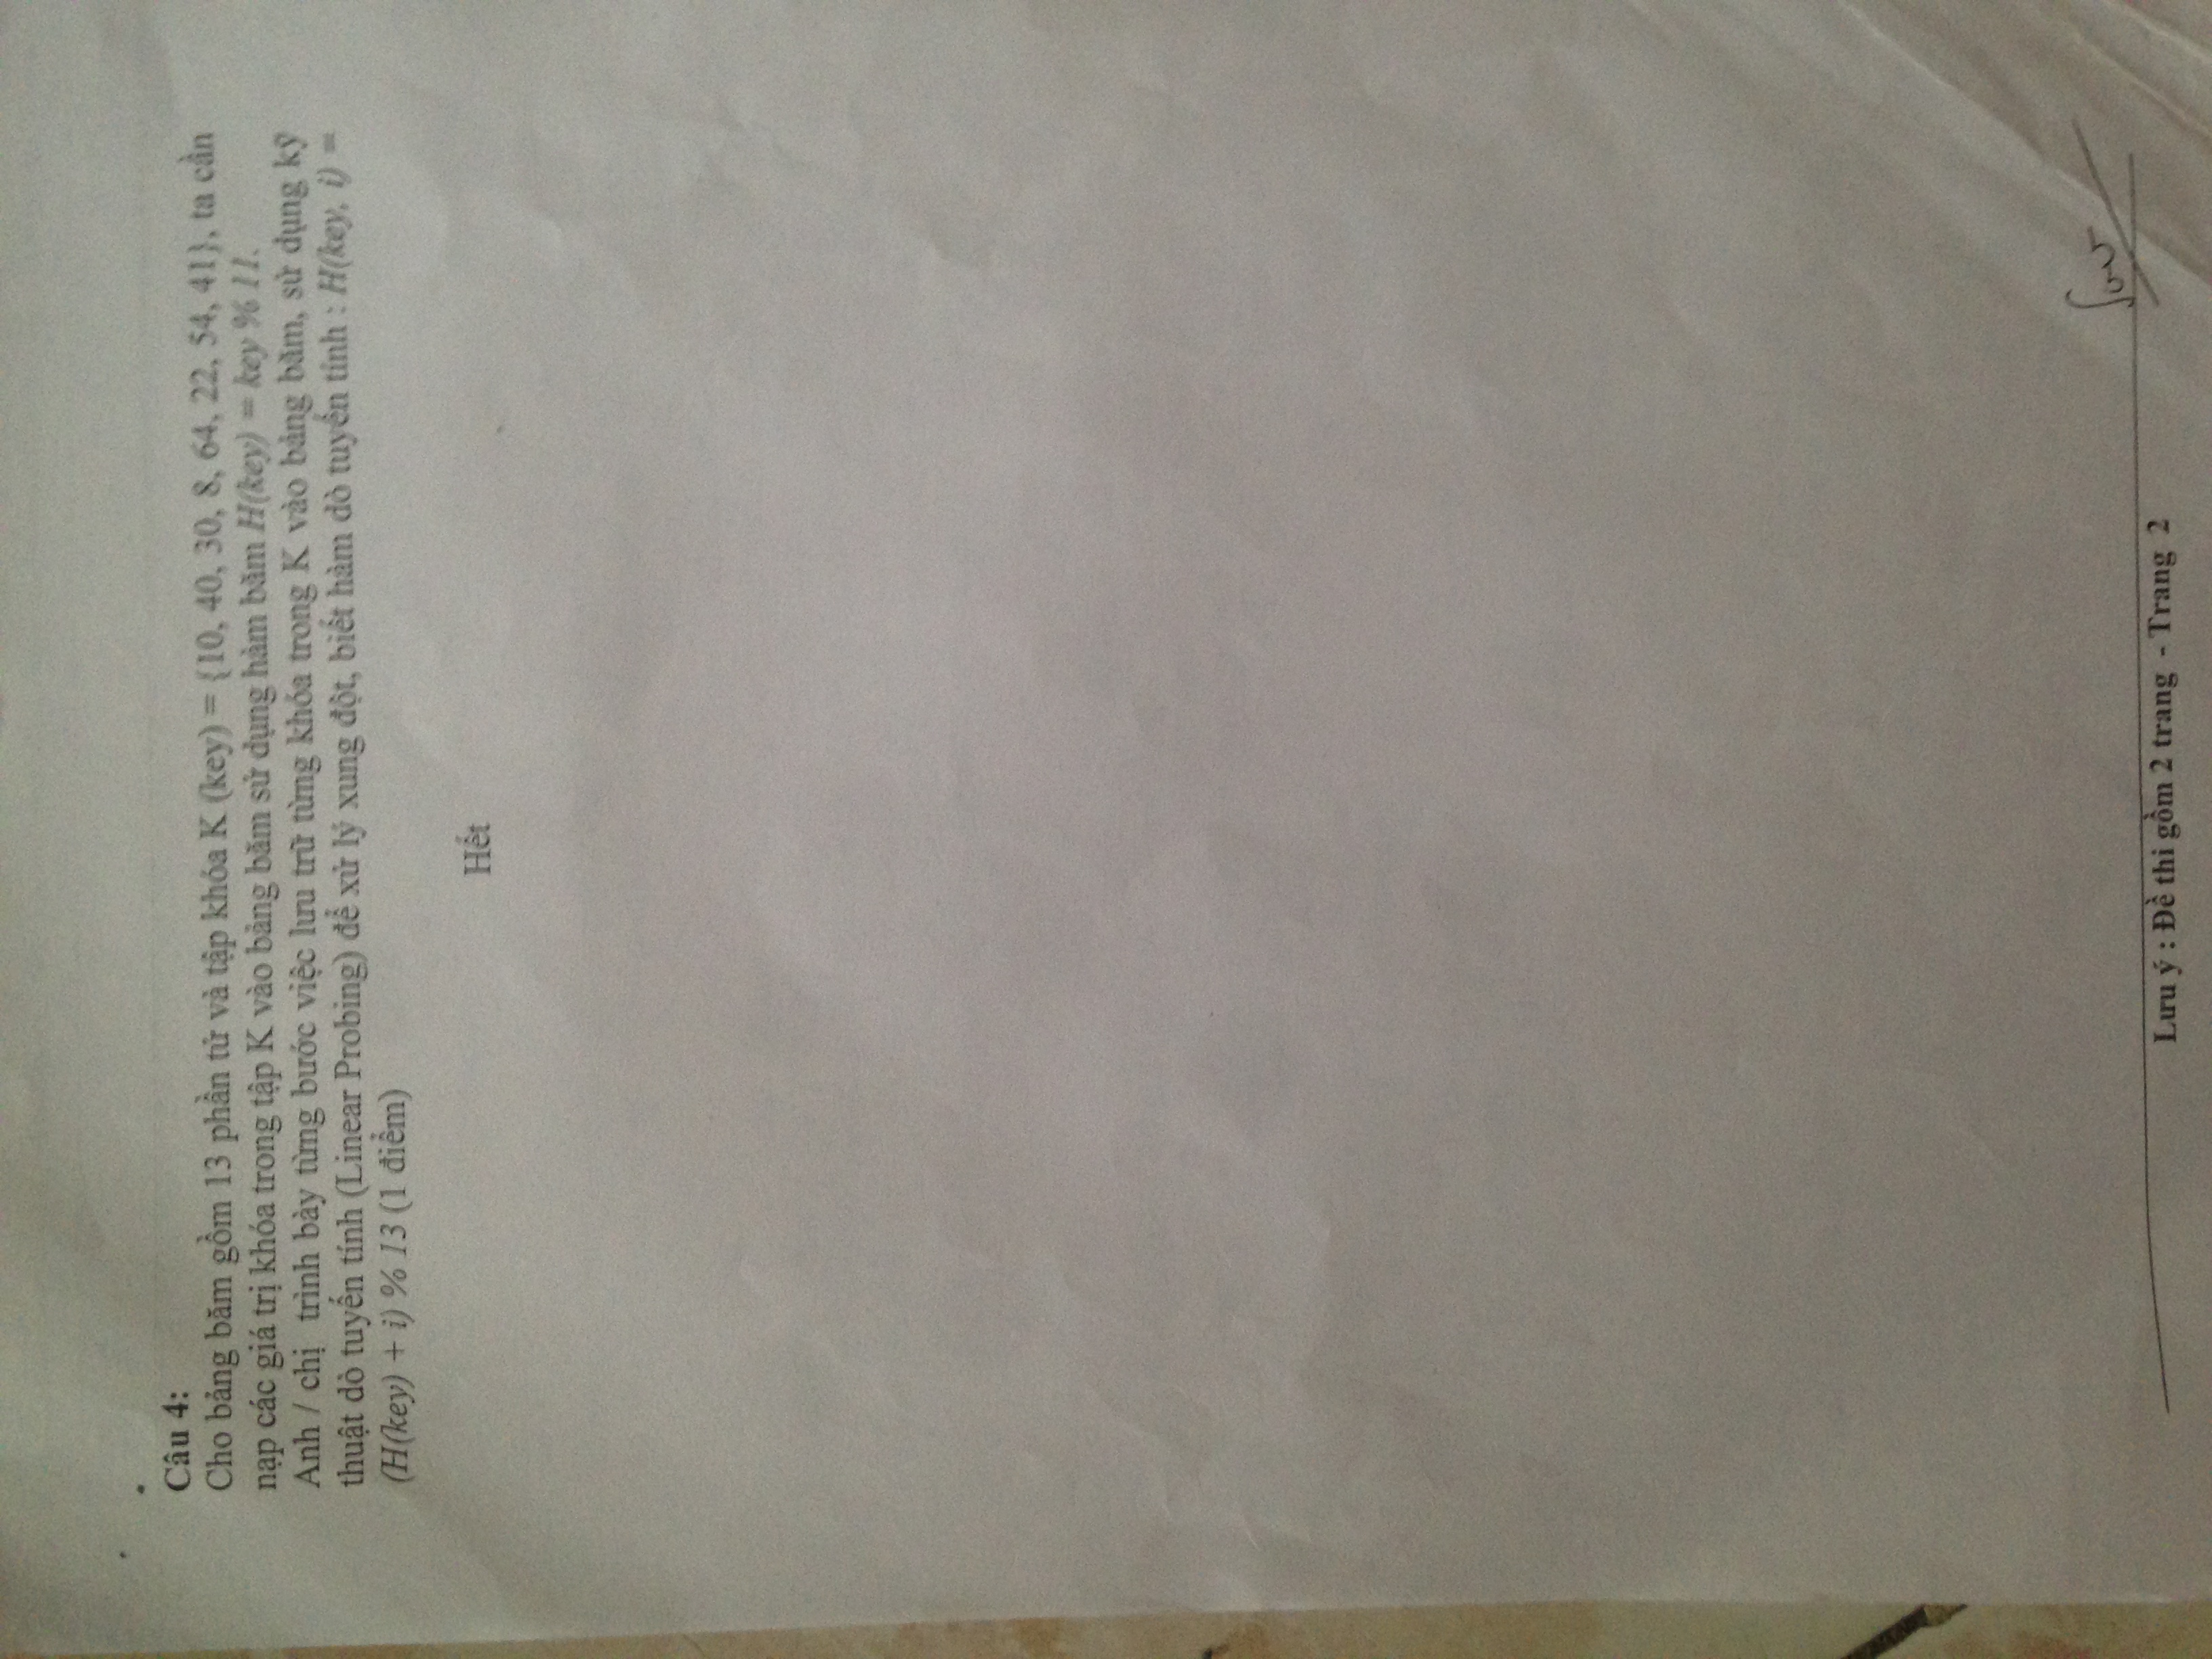 Câu 4:
Cho bảng băm gồm 13 phần tử và tập khóa K (key) = {10, 40, 30, 8, 64, 22, 54, 41}, ta cần
nạp các giá trị khóa trong tập K vào bảng băm sử dụng hàm băm H(key) = key % 11.
Anh / chị trình bày từng bước việc lưu trữ từng khóa trong K vào bảng băm, sử dụng kỹ
thuật dò tuyến tính (Linear Probing) để xử lý xung đột, biết hàm dò tuyến tính : H(key, i) =
(H(key) + i) % 13 (1 điểm)
Hết
Lưu ý : Đề thi gồm 2 trang - Trang 2